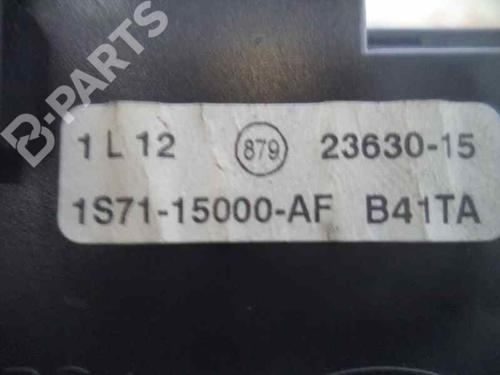 B-PARTS
1 L 12 879 23630-15
1S71-15000-AF B41TA